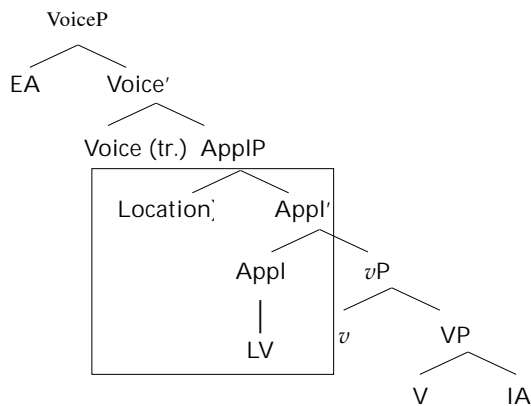 VoiceP
EA Voice′
Voice (tr.) ApplP
Location) Appl′
Appl vP
LV v VP
V IA